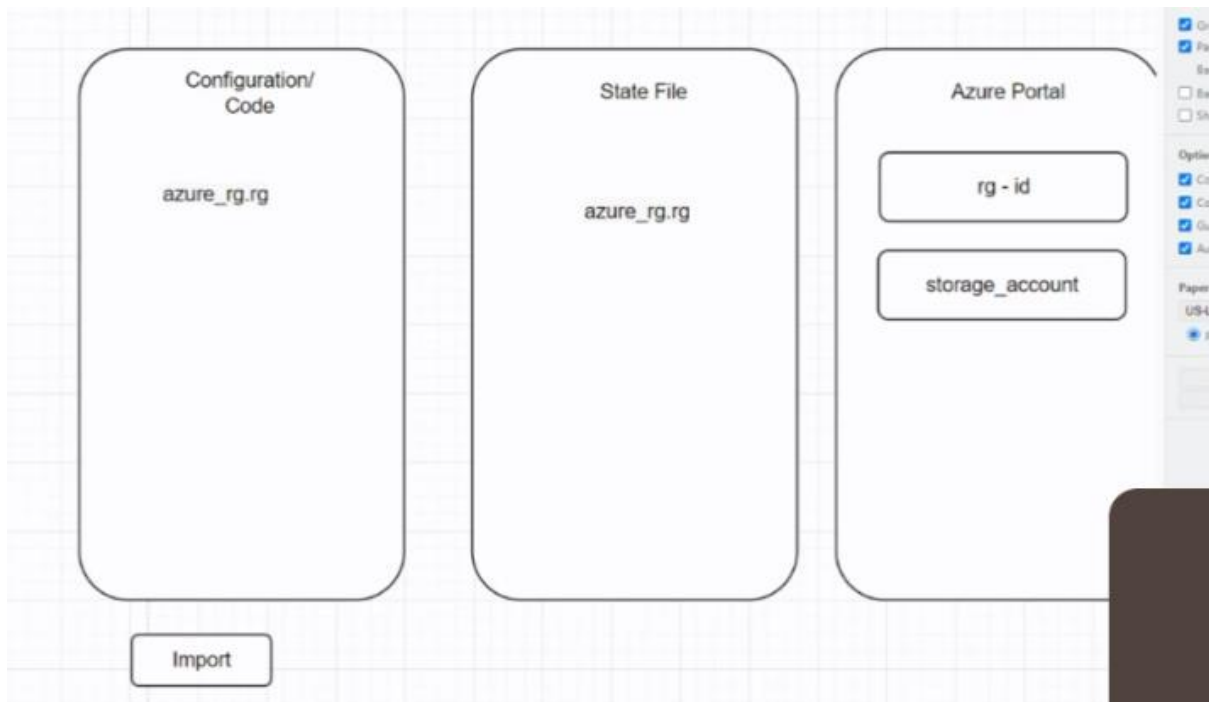 Configuration/
Code
azure_rg.rg
State File
azure_rg.rg
Azure Portal
rg - id
storage_account
Import